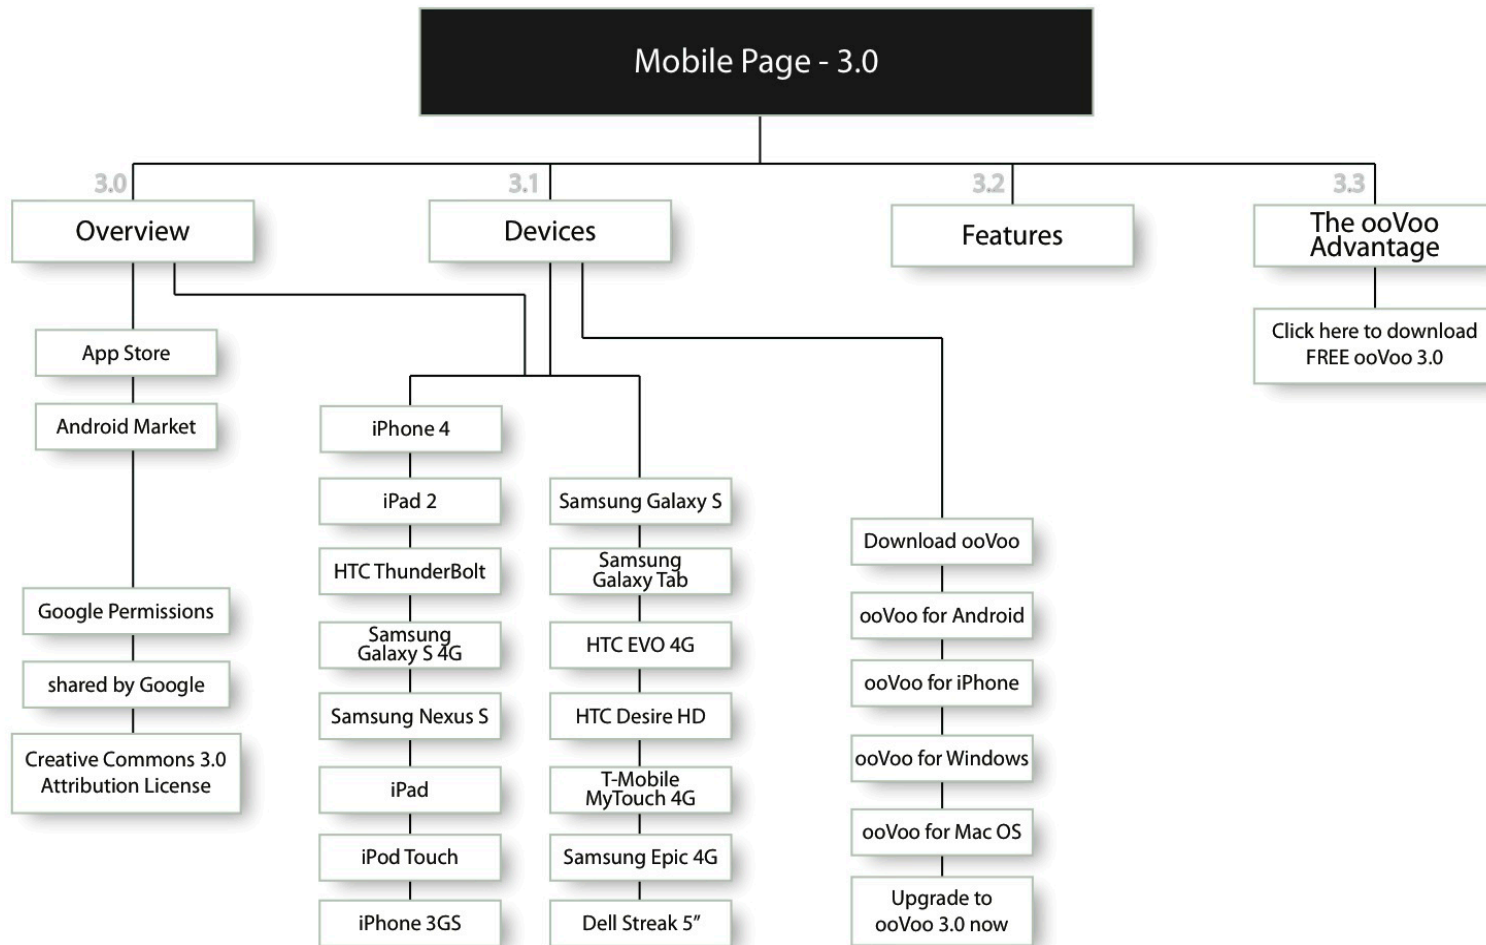 Mobile Page - 3.0
3.0
3.1
3.2
3.3
Overview
Devices
Features
The ooVoo
Advantage
App Store
Android Market
Google Permissions
shared by Google
Creative Commons 3.0
Attribution License
iPhone 4
iPad 2
HTC ThunderBolt
Samsung
Galaxy S 4G
Samsung Nexus S
iPad
iPod Touch
iPhone 3GS
Samsung Galaxy S
Samsung
Galaxy Tab
HTC EVO 4G
HTC Desire HD
T-Mobile
MyTouch 4G
Samsung Epic 4G
Dell Streak 5”
Download ooVoo
ooVoo for Android
ooVoo for iPhone
ooVoo for Windows
ooVoo for Mac OS
Upgrade to
ooVoo 3.0 now
Click here to download
FREE ooVoo 3.0